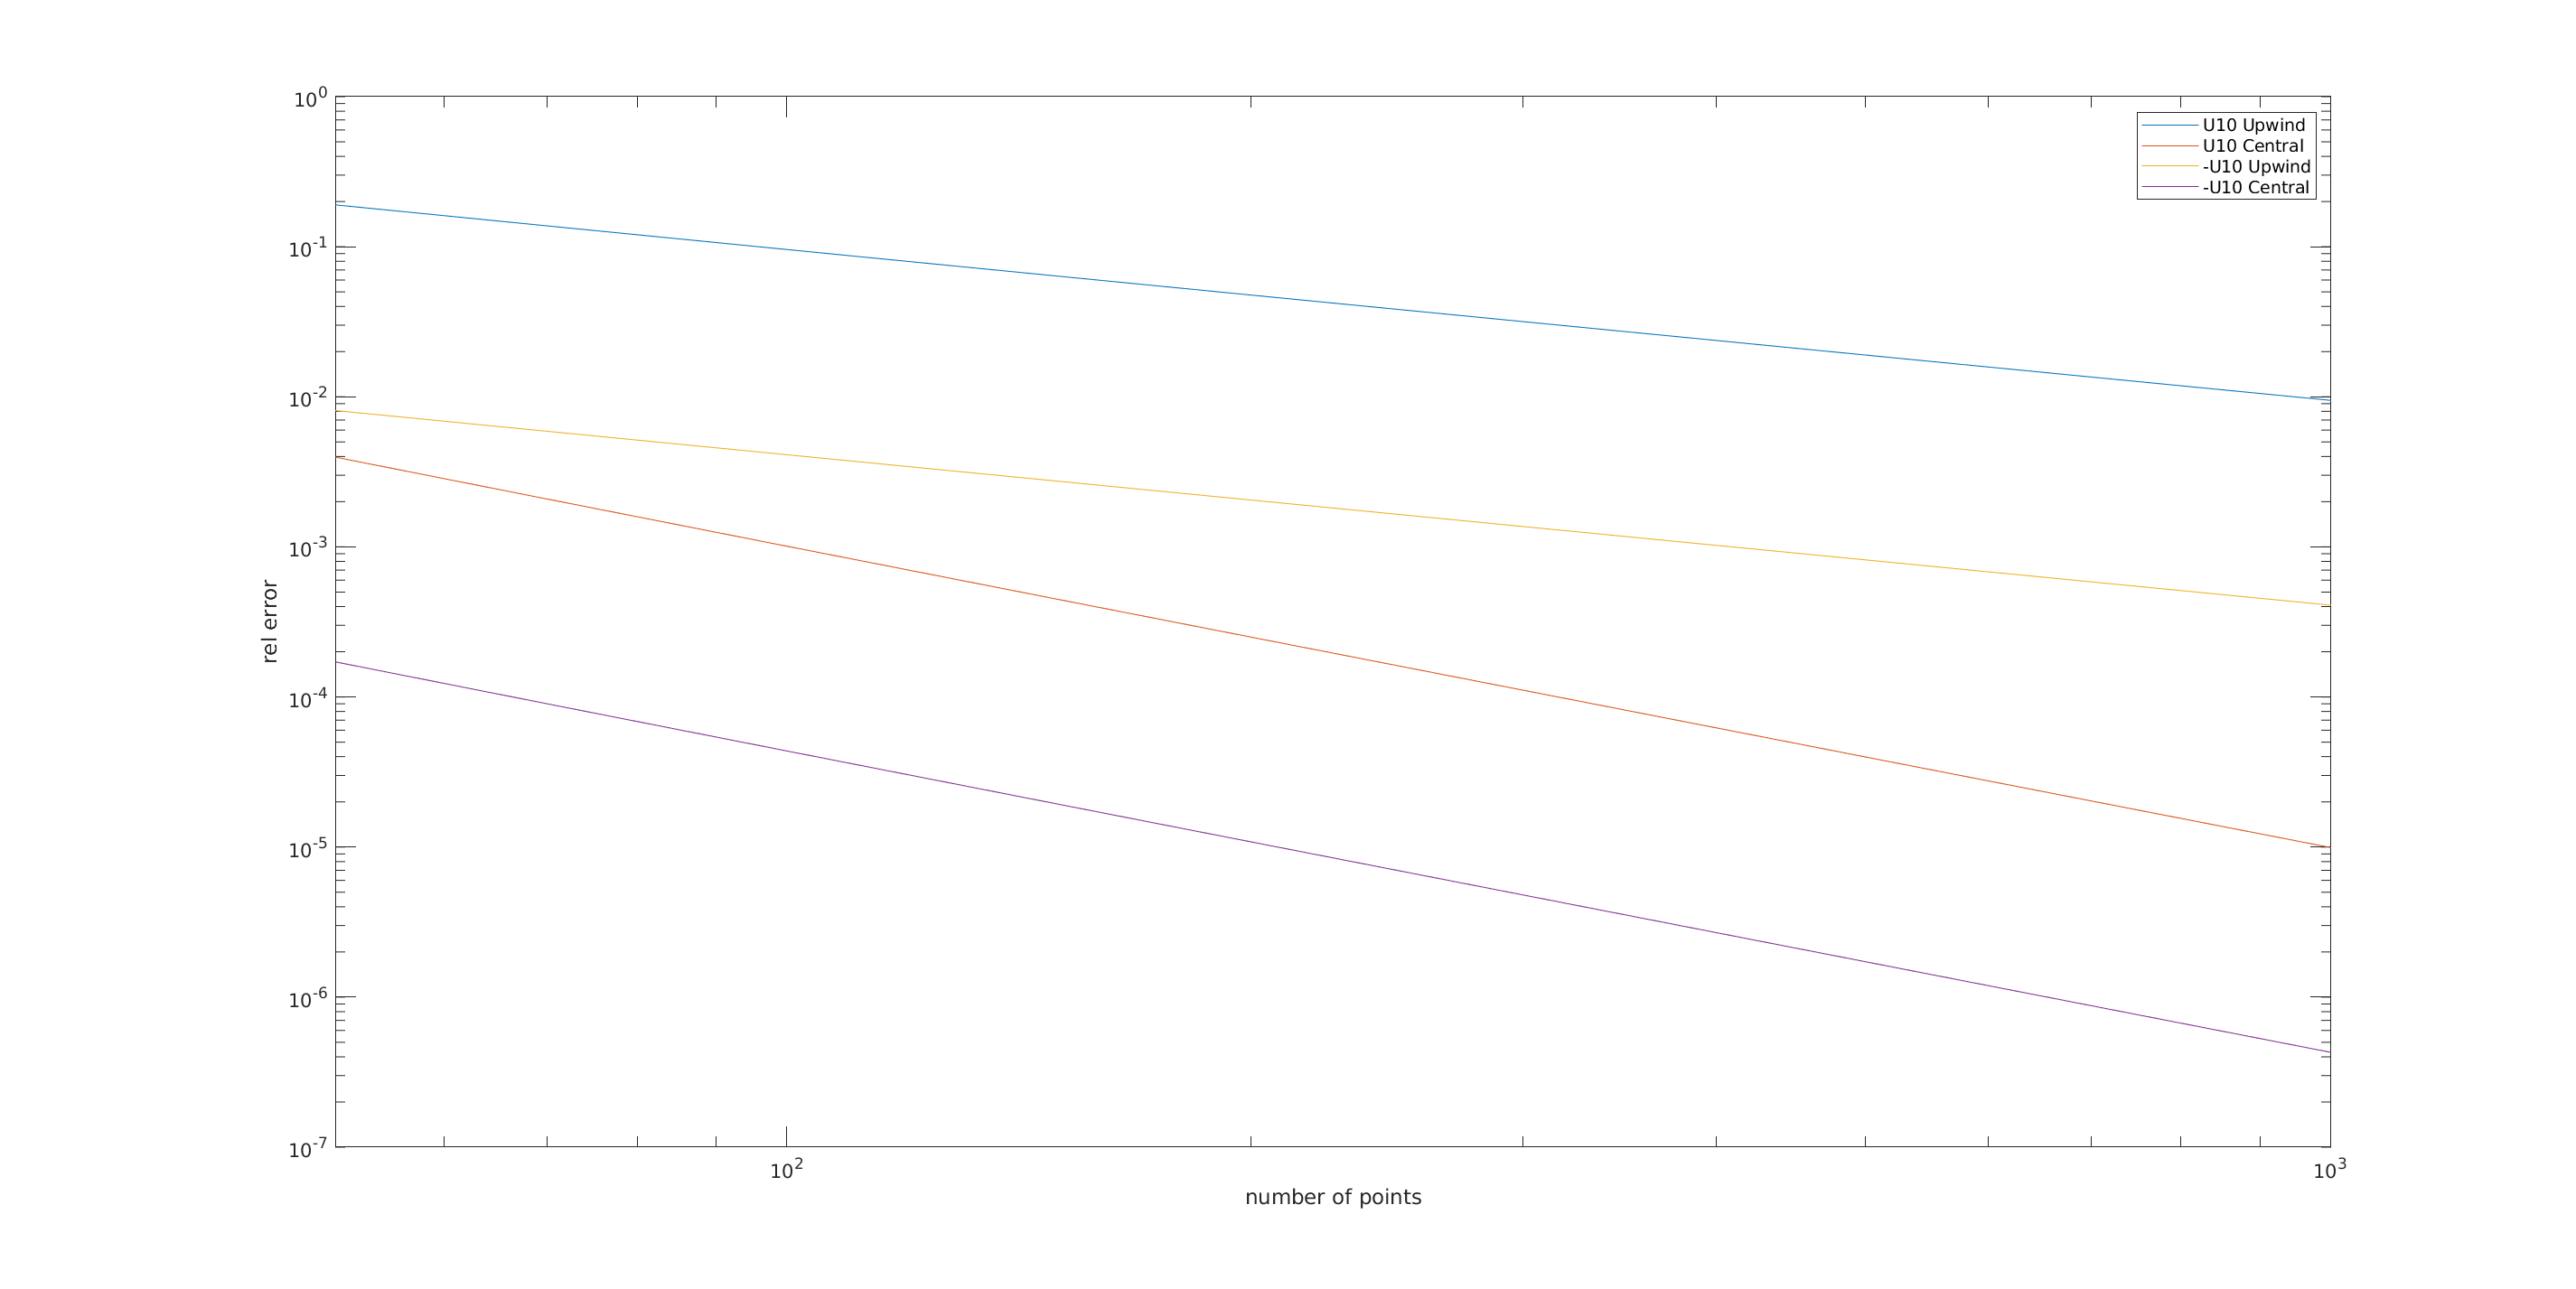 10^0
10^-1
10^-2
10^-3
10^-4
10^-5
10^-6
10^-7
rel error
U10 Upwind
U10 Central
-U10 Upwind
-U10 Central
10^2
10^3
number of points